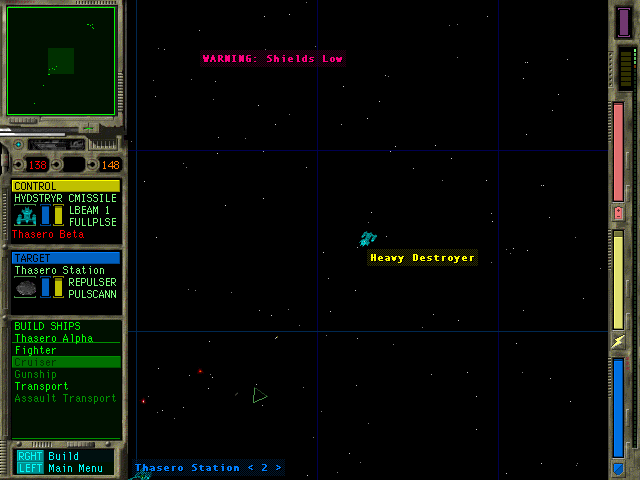 WARNING: Shields Low
138 148
CONTROL
HVDSTRYR CMISSILE
LBEAM 1
FULLPLSE
Thasero Beta
Heavy Destroyer
TARGET
Thasero Station
REPULSER
PULSCANN
BUILD SHIPS
Thasero Alpha
Fighter
Cruiser
Gunship
Transport
Assault Transport
RGHT Build
LEFT Main Menu
Thasero Station < 2 >